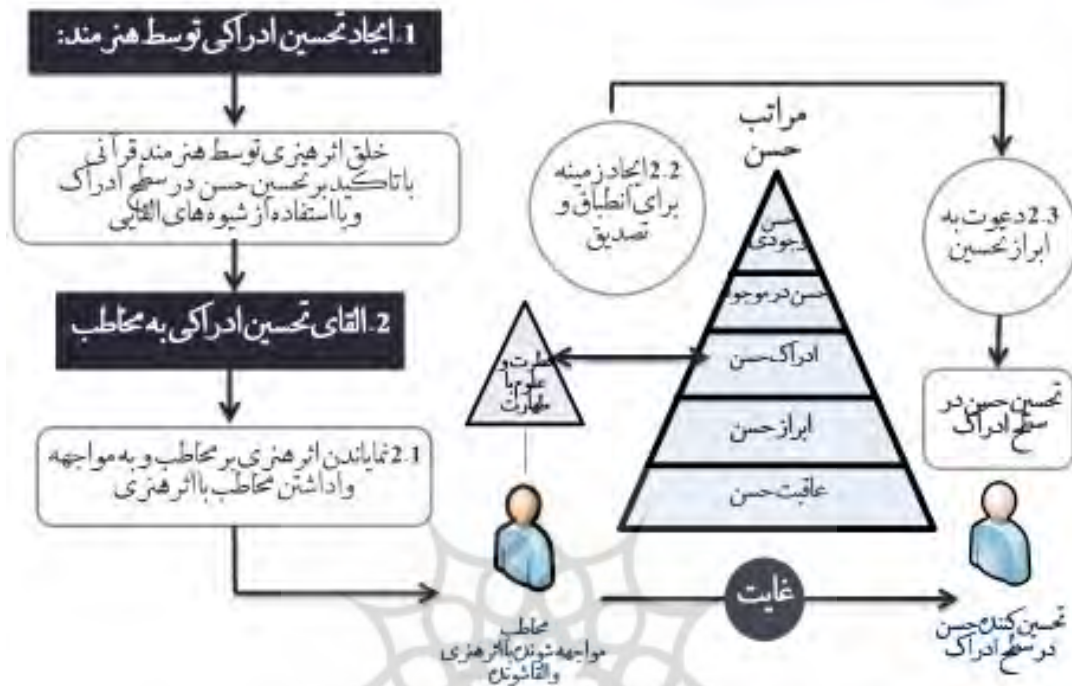 1. ایجاد تحسین ادراکی توسط هنرمند:
خلق اثر هنری توسط هنرمند قرآنی
با تاکید بر تحسین حسن در سطح ادراک
و با استفاده از شیوه های القایی
2. القای تحسین ادراکی به مخاطب
2.1 نمایاندن اثر هنری بر مخاطب و به مواجهه
واداشتن مخاطب با اثر هنری
2.2 ایجاد زمینه
برای انطباق و
تصدیق
مراتب
حسن
حسن
وجودی
حسن در موجود
ادراک حسن
ابراز حسن
عاقبت حسن
فطرت و
علوم با
طهارت
2.3 دعوت به
ابراز تحسین
تحسین حسن در
سطح ادراک
مخاطب
مواجهه شونده با اثر هنری
و القا شونده
غایت
تحسین کننده حسن
در سطح ادراک